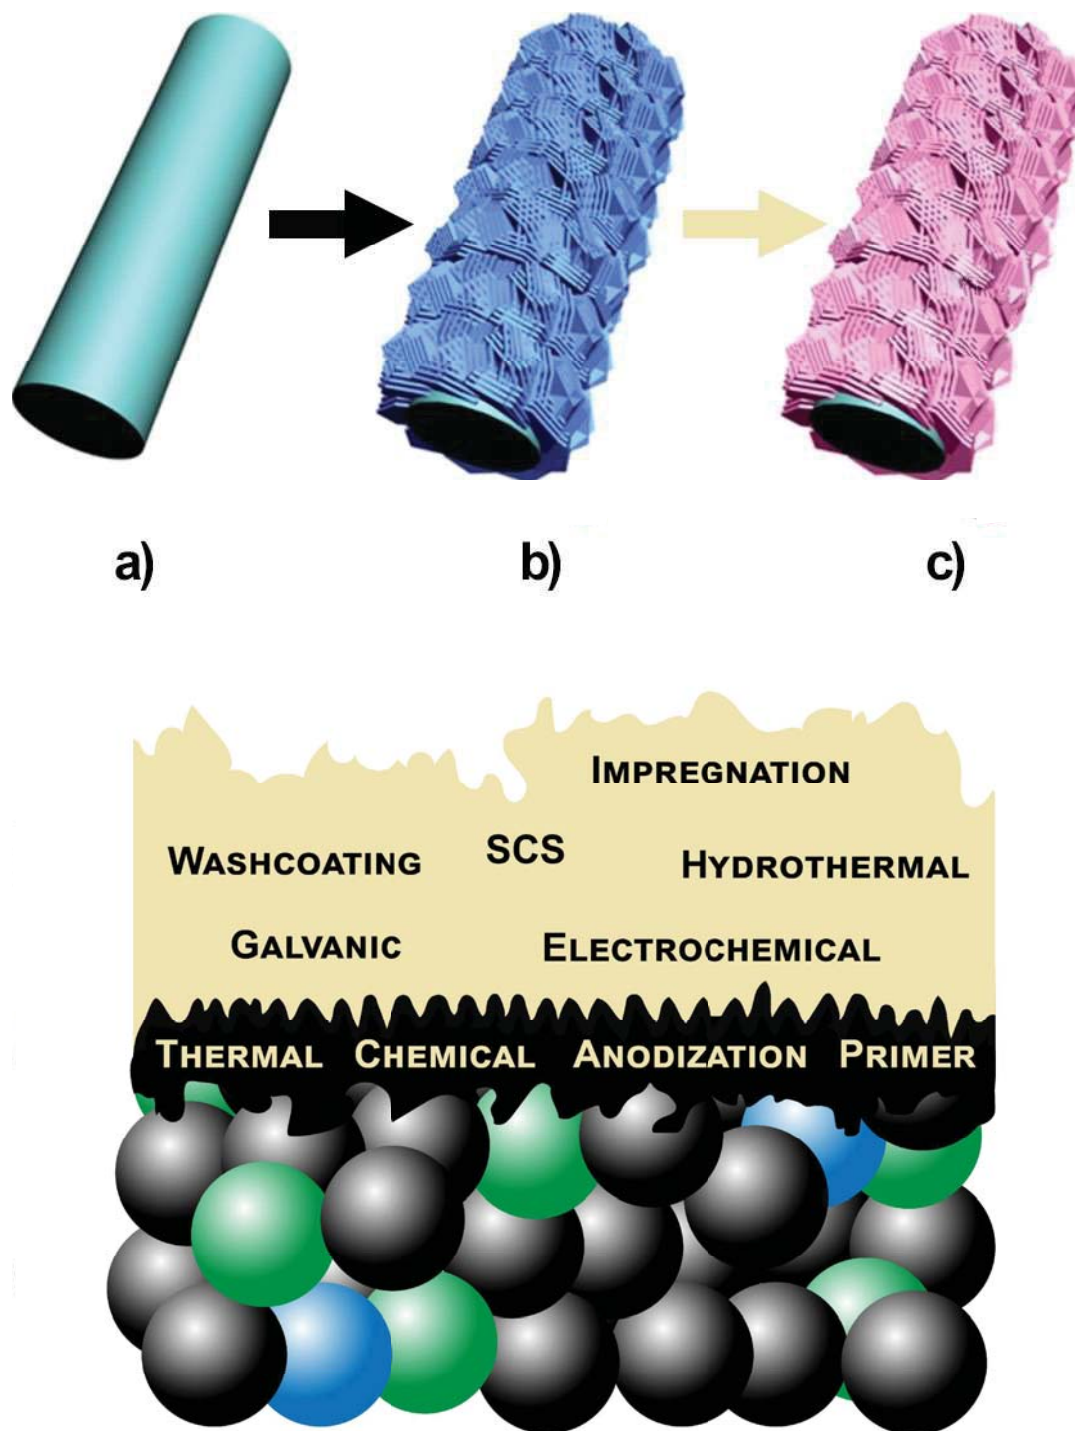 a) b) c)
IMPREGNATION
WASHCOATING SCS HYDROTHERMAL
GALVANIC ELECTROCHEMICAL
THERMAL CHEMICAL ANODIZATION PRIMER